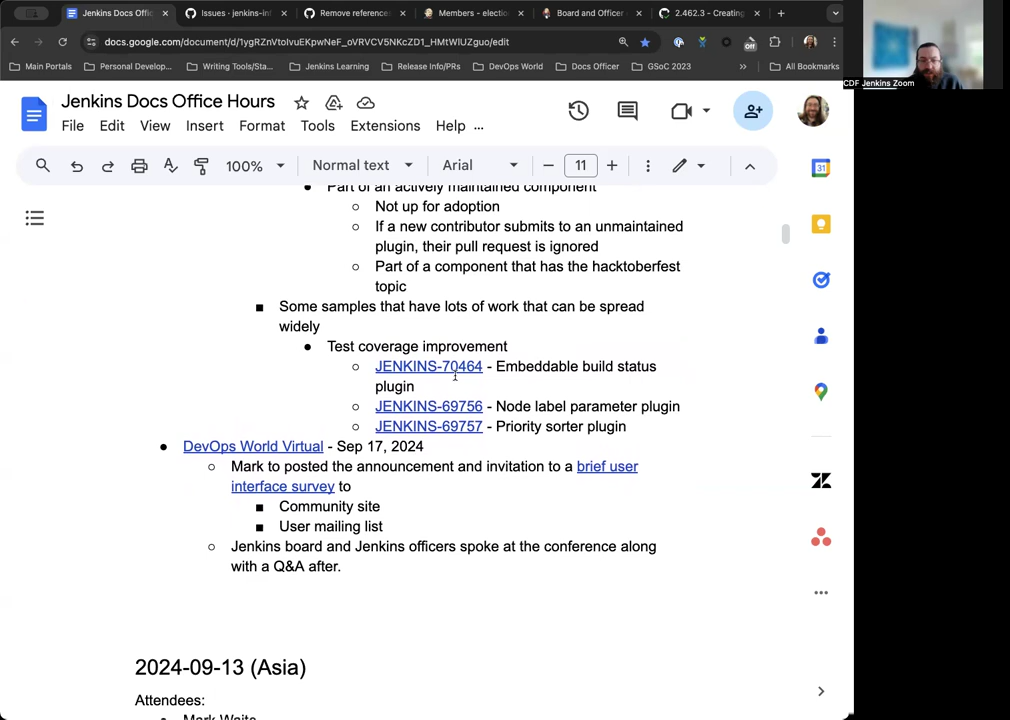 Jenkins Docs Offic
Issues · jenkins-inf
Remove reference
Members - electio
Board and Officer
2.462.3 - Creating
docs.google.com/document/d/1ygRZnVtoIvuEKpwNeF_oVRVCV5NKcZD1_HMtWlUZguo/edit
Off
Main Portals
Personal Develop...
Writing Tools/Sta...
Jenkins Learning
Release Info/PRs
DevOps World
Docs Officer
GSoC 2023
»
All Bookmarks
CDF Jenkins Zoom
Jenkins Docs Office Hours
File Edit View Insert Format Tools Extensions Help ...
100% Normal text Arial 11
• Part of an actively maintained component
○ Not up for adoption
○ If a new contributor submits to an unmaintained
plugin, their pull request is ignored
○ Part of a component that has the hacktoberfest
topic
■ Some samples that have lots of work that can be spread
widely
• Test coverage improvement
○ JENKINS-70464 - Embeddable build status
plugin
○ JENKINS-69756 - Node label parameter plugin
○ JENKINS-69757 - Priority sorter plugin
• DevOps World Virtual - Sep 17, 2024
○ Mark to posted the announcement and invitation to a brief user
interface survey to
■ Community site
■ User mailing list
○ Jenkins board and Jenkins officers spoke at the conference along
with a Q&A after.
2024-09-13 (Asia)
Attendees:
• Mark Waite